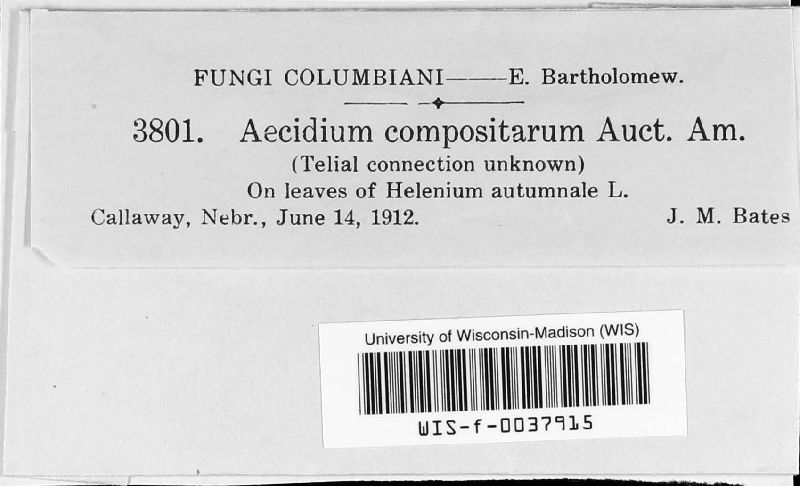 FUNGI COLUMBIANI——E. Bartholomew.
3801. Aecidium compositarum Auct. Am.
(Telial connection unknown)
On leaves of Helenium autumnale L.
Callaway, Nebr., June 14, 1912. J. M. Bates
University of Wisconsin-Madison (WIS)
WIS-f-0037915